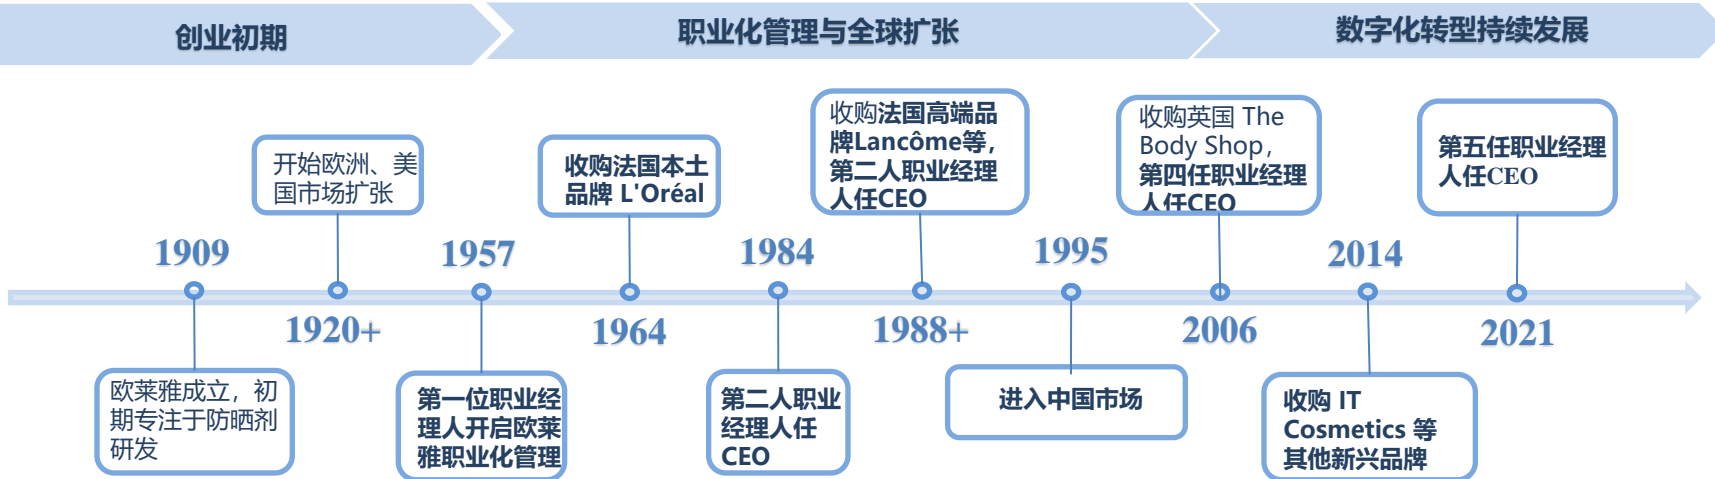 创业初期
职业化管理与全球扩张
数字化转型持续发展
开始欧洲、美
国市场扩张
收购法国本土
品牌 L'Oréal
收购法国高端品
牌Lancôme等，
第二人职业经理
人任CEO
收购英国 The
Body Shop，
第四任职业经理
人任CEO
第五任职业经理
人任CEO
1909
1957
1984
1995
2014
1920+
1964
1988+
2006
2021
欧莱雅成立，初
期专注于防晒剂
研发
第一位职业经
理人开启欧莱
雅职业化管理
第二人职业
经理人任
CEO
进入中国市场
收购 IT
Cosmetics 等
其他新兴品牌